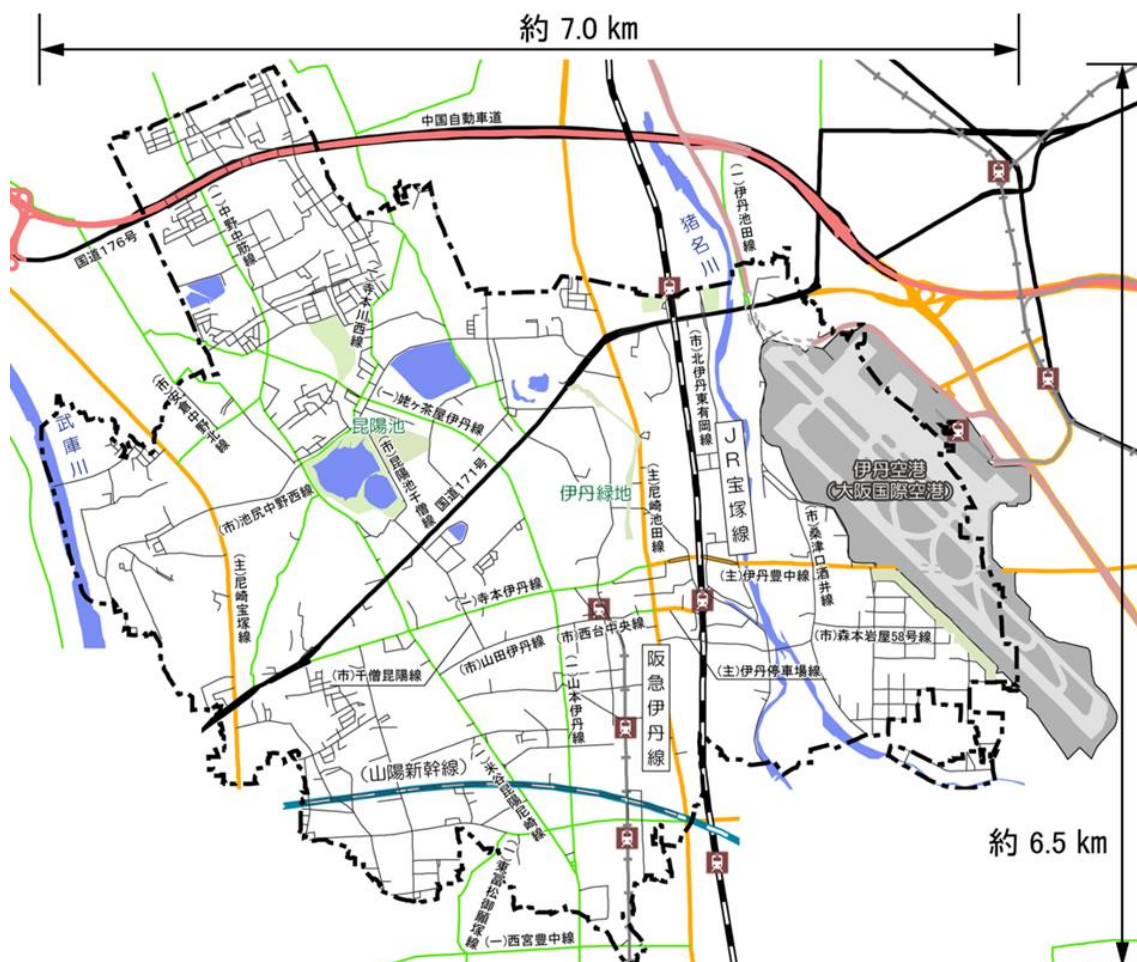 約 7.0 km
中国自動車道
(一)伊丹池田線
(一)中野中筋線
猪名川
国道176号
(一)寺本川西線
(市)北伊丹東有岡線
(市)安倉中野北線
(一)姥ヶ茶屋伊丹線
武庫川
昆陽池
(市)昆陽池千僧線
国道171号
JR宝塚線
伊丹空港
(大阪国際空港)
(市)池尻中野西線
伊丹緑地
(主)尼崎池田線
(市)桑津口酒井線
(主)尼崎宝塚線
(主)伊丹豊中線
(一)寺本伊丹線
(市)西台中央線
(市)森本岩屋58号線
(市)山田伊丹線
(市)千僧昆陽線
(一)山本伊丹線
阪急伊丹線
(主)伊丹停車場線
(山陽新幹線)
(一)米谷昆陽尼崎線
約 6.5 km
(一)東富松御願塚線
(一)西宮豊中線